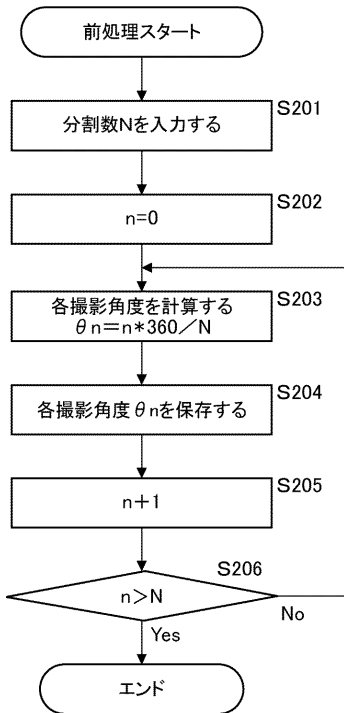 前処理スタート
S201
分割数Nを入力する
S202
n=0
S203
各撮影角度を計算する
θn=n*360／N
S204
各撮影角度θnを保存する
S205
n＋1
S206
n＞N
No
Yes
エンド